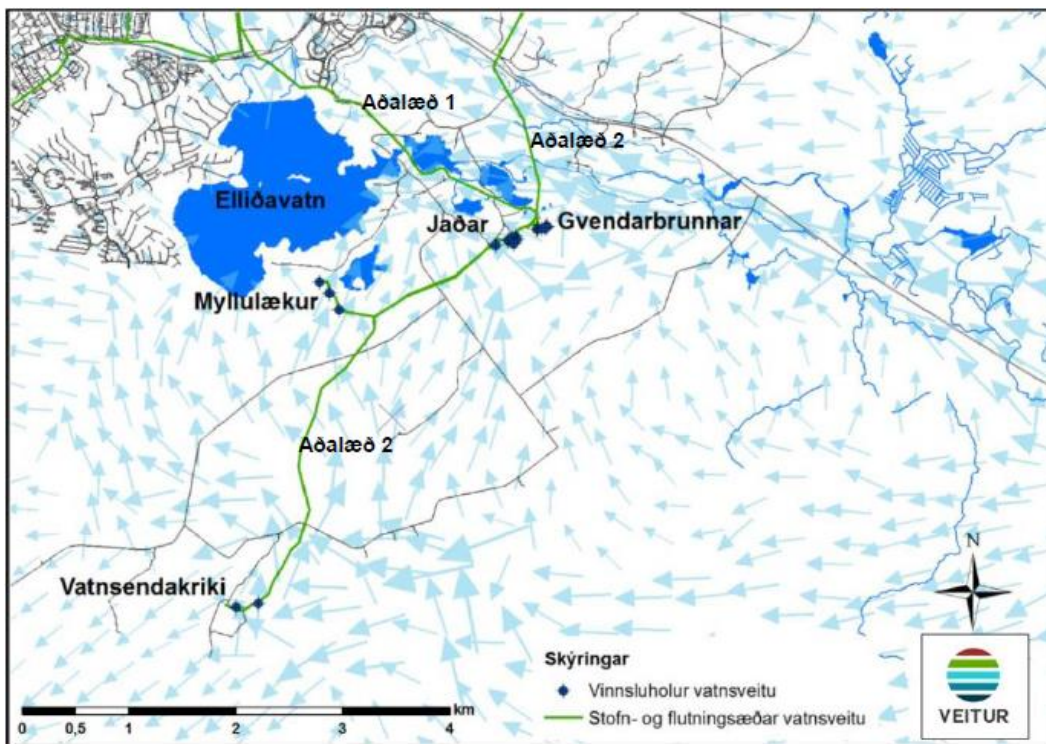 Aðalæð 1
Aðalæð 2
Elliðavatn
Jaðar
Gvendarbrunnar
Myllulækur
Aðalæð 2
Vatnsendakriki
N
Skýringar
Vinnsluholur vatnsveitu
Stofn- og flutningsæðar vatnsveitu
km
0 0,5 1 2 3 4
VEITUR